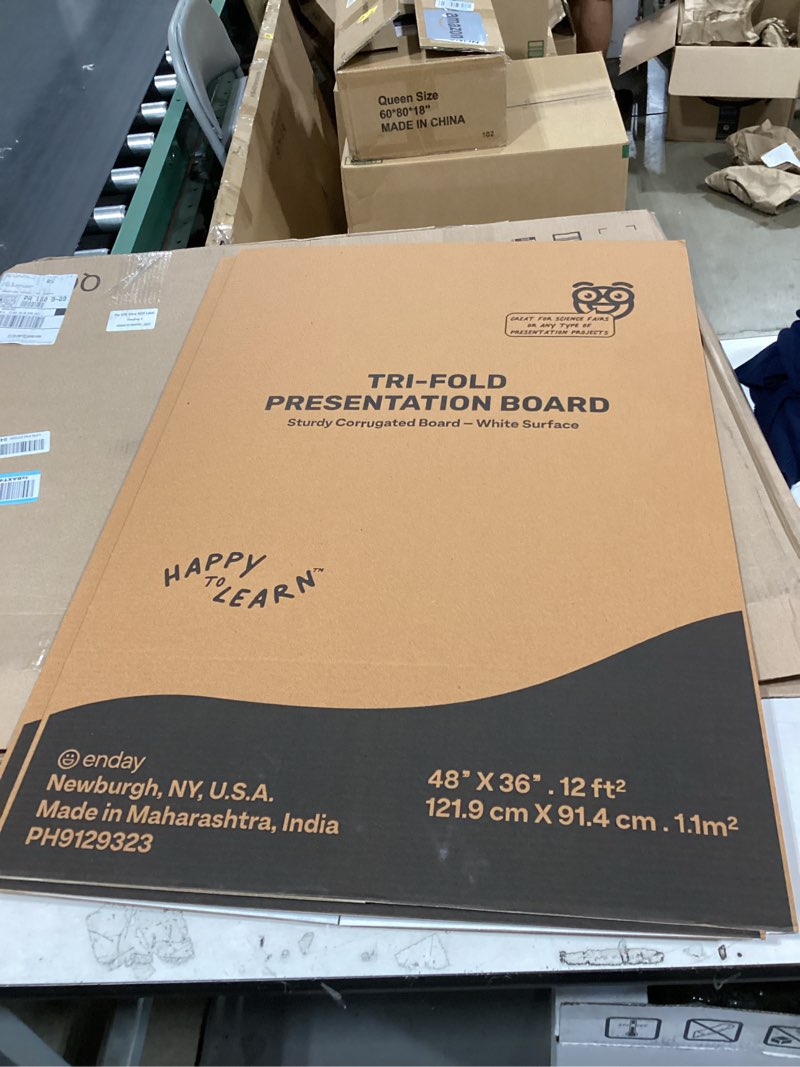 amazon
Queen Size
60*80*18"
MADE IN CHINA
102
GREAT FOR SCIENCE FAIRS
OR ANY TYPE OF
PRESENTATION PROJECTS
TRI-FOLD
PRESENTATION BOARD
Sturdy Corrugated Board – White Surface
HAPPY
TO
LEARN™
enday
Newburgh, NY, U.S.A.
Made in Maharashtra, India
PH9129323
48” X 36” . 12 ft²
121.9 cm X 91.4 cm . 1.1m²